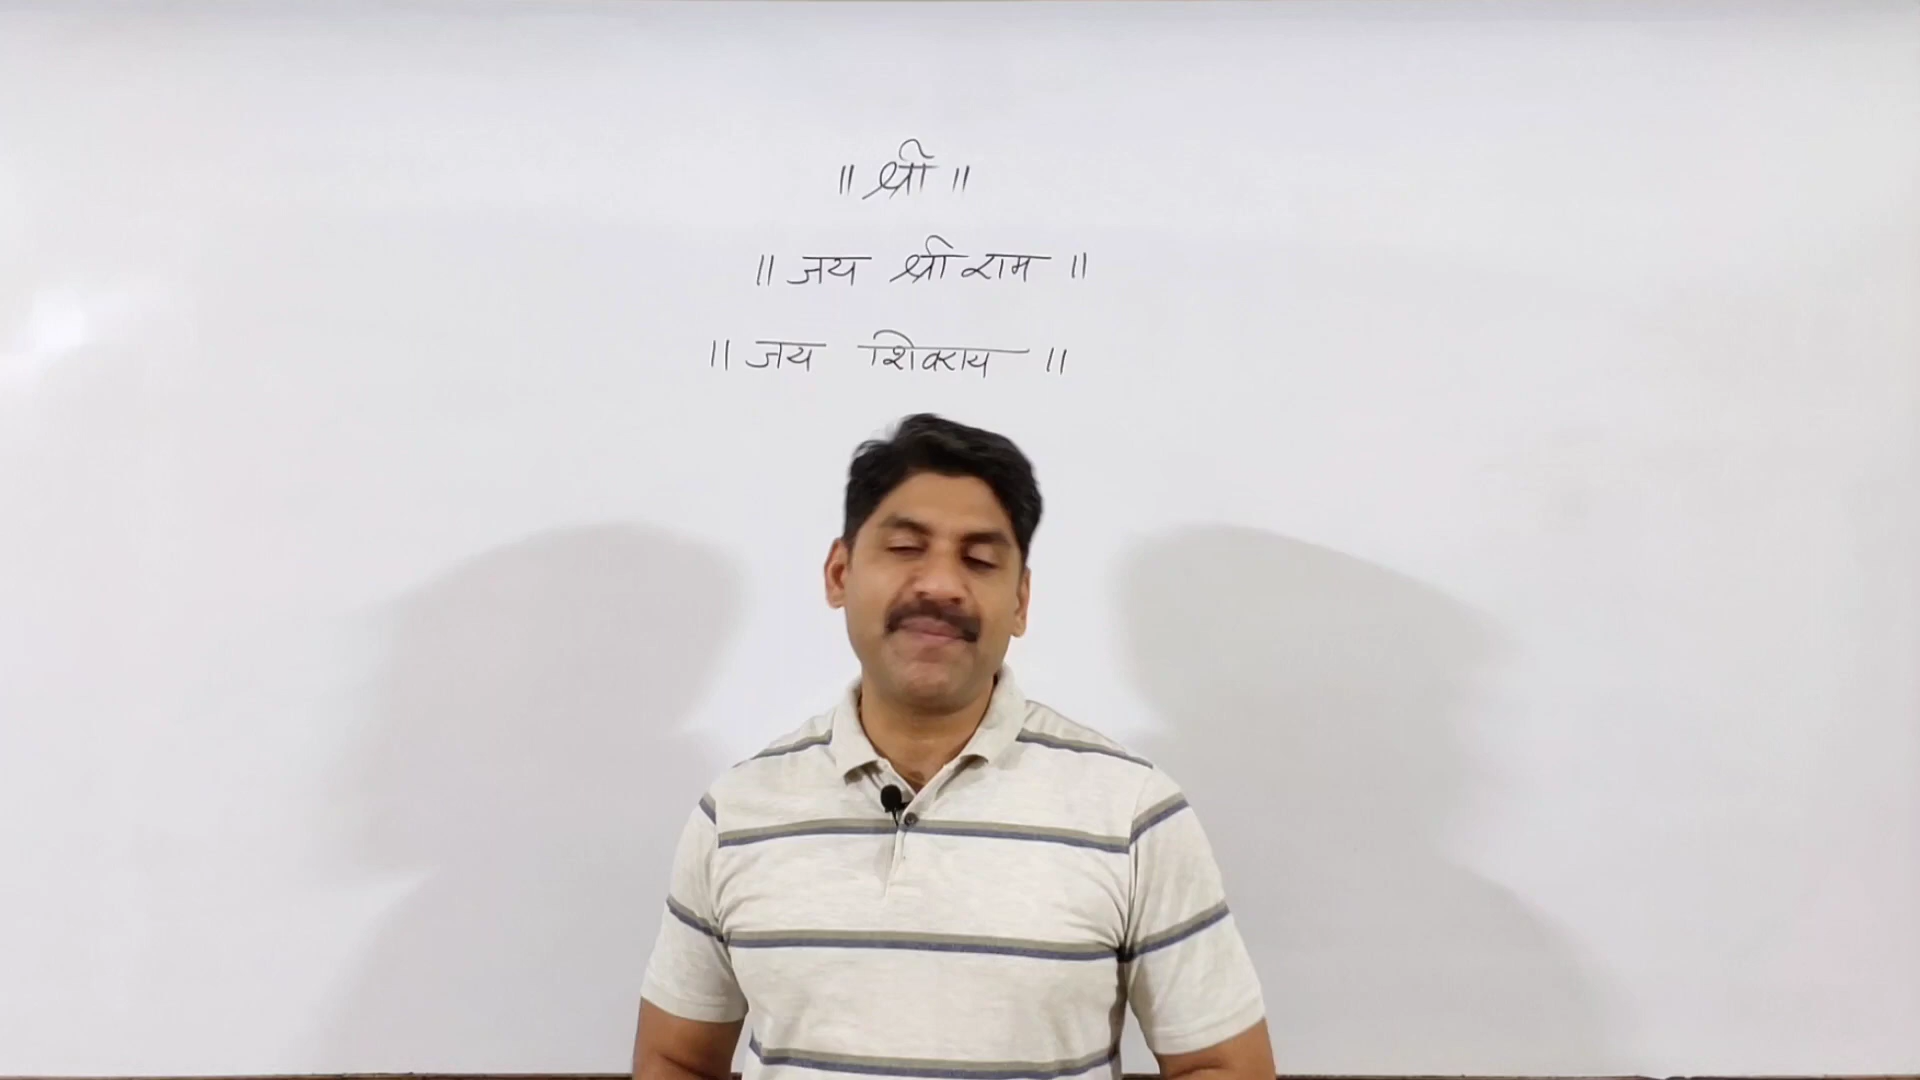 ॥ श्री ॥
॥ जय श्री राम ॥
॥ जय शिवराय ॥